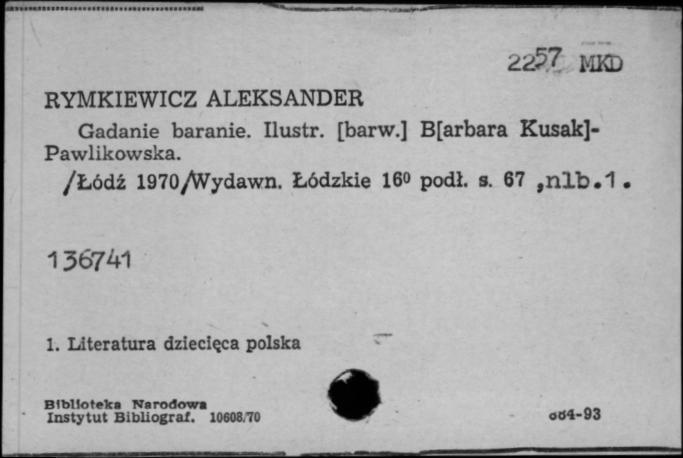 2257 MKD
RYMKIEWICZ ALEKSANDER
Gadanie baranie. Ilustr. [barw.] B[arbara Kusak]-
Pawlikowska.
/Łódź 1970/Wydawn. Łódzkie 16⁰ podł. s. 67 ,nlb.1.
136741
1. Literatura dziecięca polska
Biblioteka Narodowa
Instytut Bibliograf. 10608/70
884-93